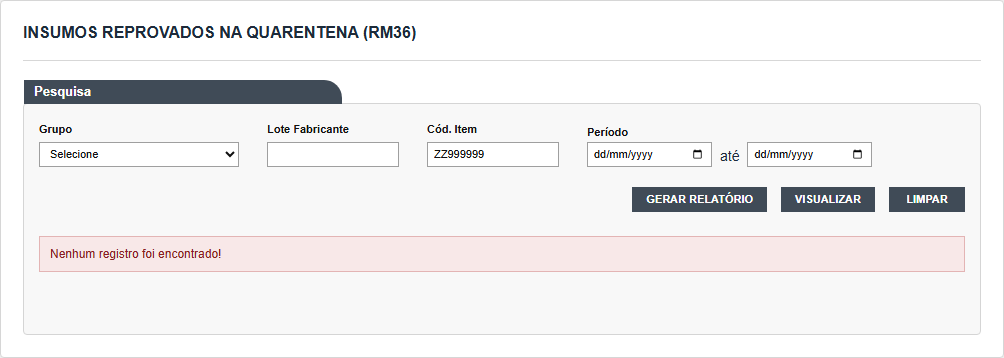 INSUMOS REPROVADOS NA QUARENTENA (RM36)
Pesquisa
Grupo Lote Fabricante Cód. Item Período
Selecione ZZ999999 dd/mm/yyyy até dd/mm/yyyy
GERAR RELATÓRIO VISUALIZAR LIMPAR
Nenhum registro foi encontrado!